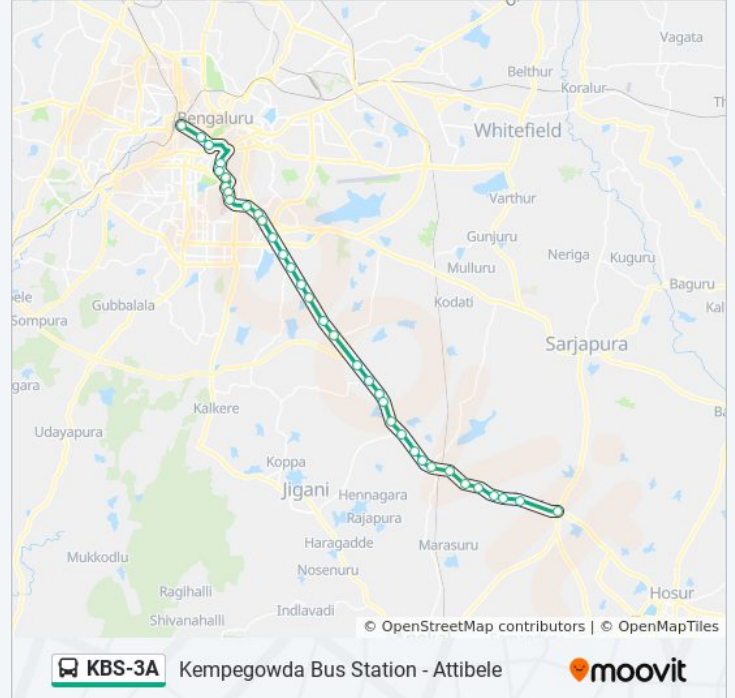 Vagata
Belthur
Koralur
Th
Bengaluru
Whitefield
Varthur
Gunjuru
Neriga
Kuguru
Mulluru
Baguru
ele
Gubbalala
Kodati
Kal
Sompura
Sarjapura
gara
Kalkere
Ba
Udayapura
Koppa
Jigani
Hennagara
Rajapura
Haragadde
Marasuru
Mukkodlu
Nosenuru
Ragihalli
Hosur
Indlavadi
Shivanahalli
© OpenStreetMap contributors | © OpenMapTiles
KBS-3A Kempegowda Bus Station - Attibele moovit